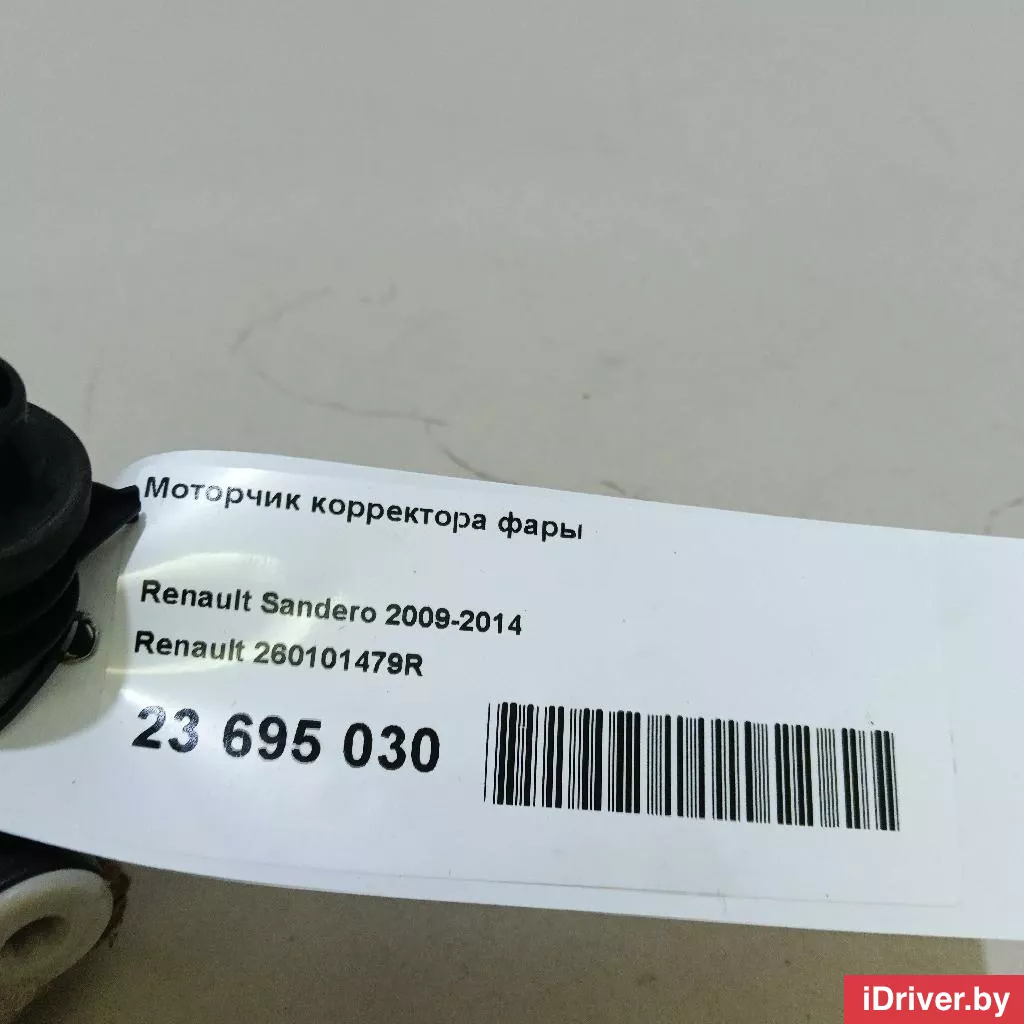 Моторчик корректора фары
Renault Sandero 2009-2014
Renault 260101479R
23 695 030
iDriver.by